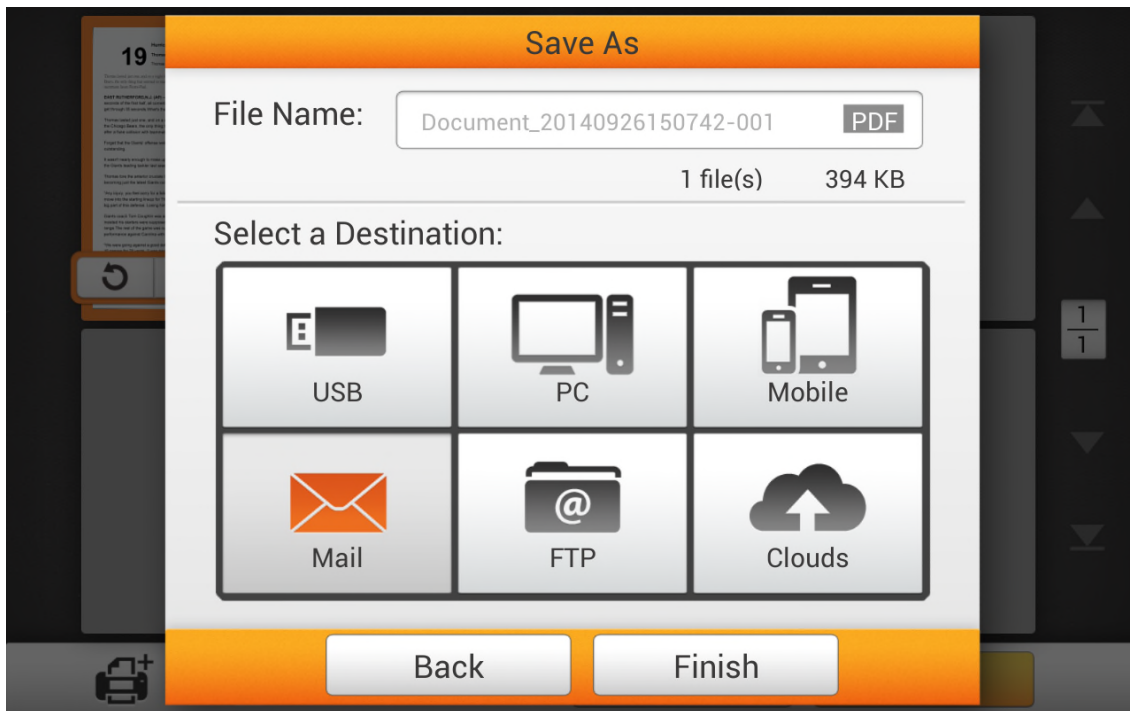 Save As
19
File Name:
Document_20140926150742-001
PDF
1 file(s) 394 KB
Select a Destination:
USB
PC
Mobile
1
1
@
Mail
FTP
Clouds
Back
Finish